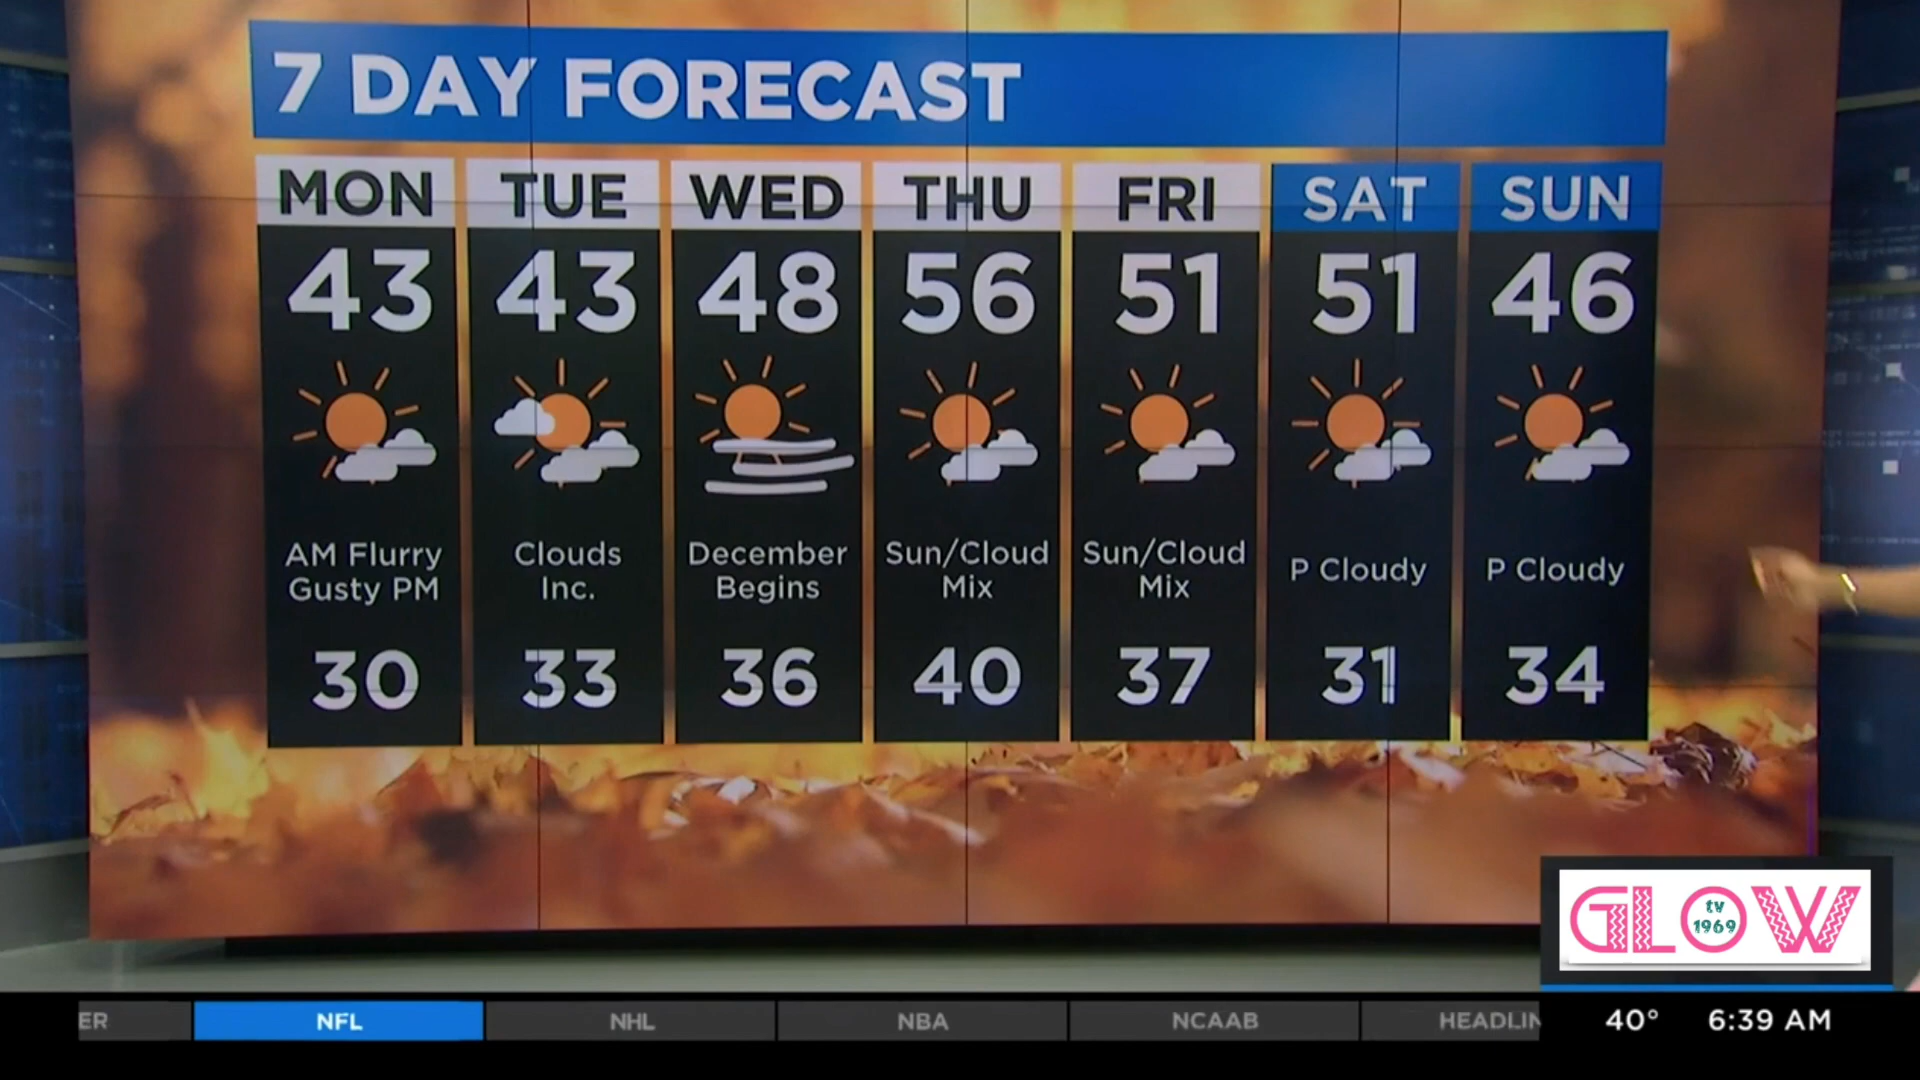 7 DAY FORECAST
MON TUE WED THU FRI SAT SUN
43 43 48 56 51 51 46
AM Flurry
Gusty PM
Clouds
Inc.
December
Begins
Sun/Cloud
Mix
Sun/Cloud
Mix
P Cloudy
P Cloudy
30 33 36 40 37 31 34
GLOW
tv
1969
ER NFL NHL NBA NCAAB HEADLIN 40° 6:39 AM